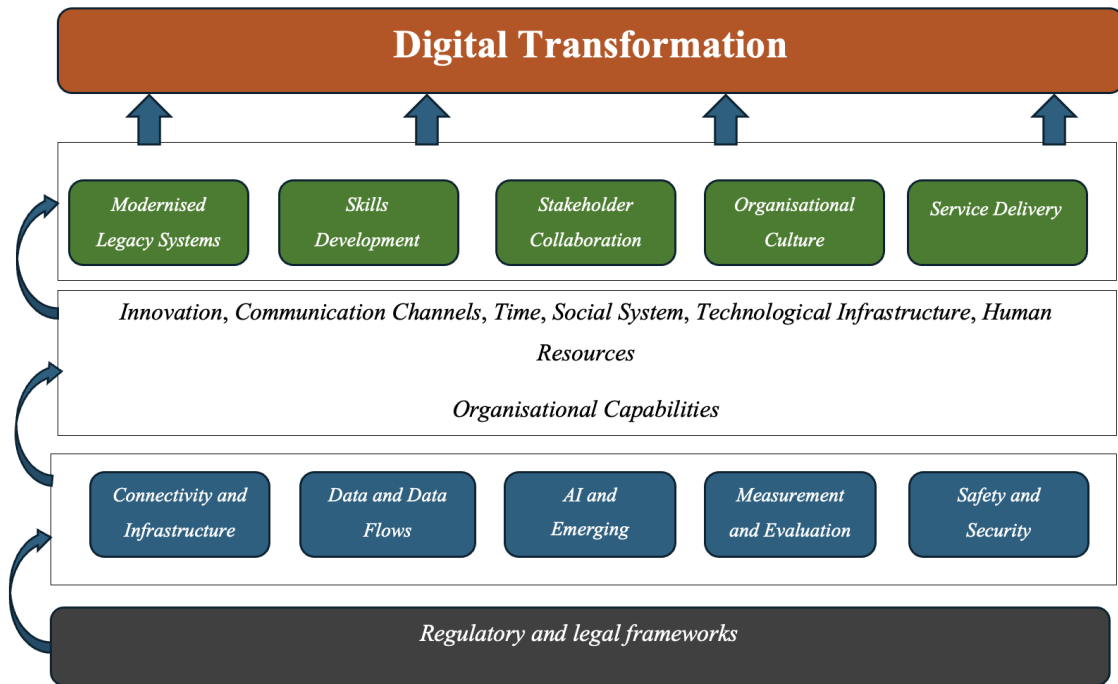 Digital Transformation
Modernised
Legacy Systems
Skills
Development
Stakeholder
Collaboration
Organisational
Culture
Service Delivery
Innovation, Communication Channels, Time, Social System, Technological Infrastructure, Human
Resources
Organisational Capabilities
Connectivity and
Infrastructure
Data and Data
Flows
AI and
Emerging
Measurement
and Evaluation
Safety and
Security
Regulatory and legal frameworks